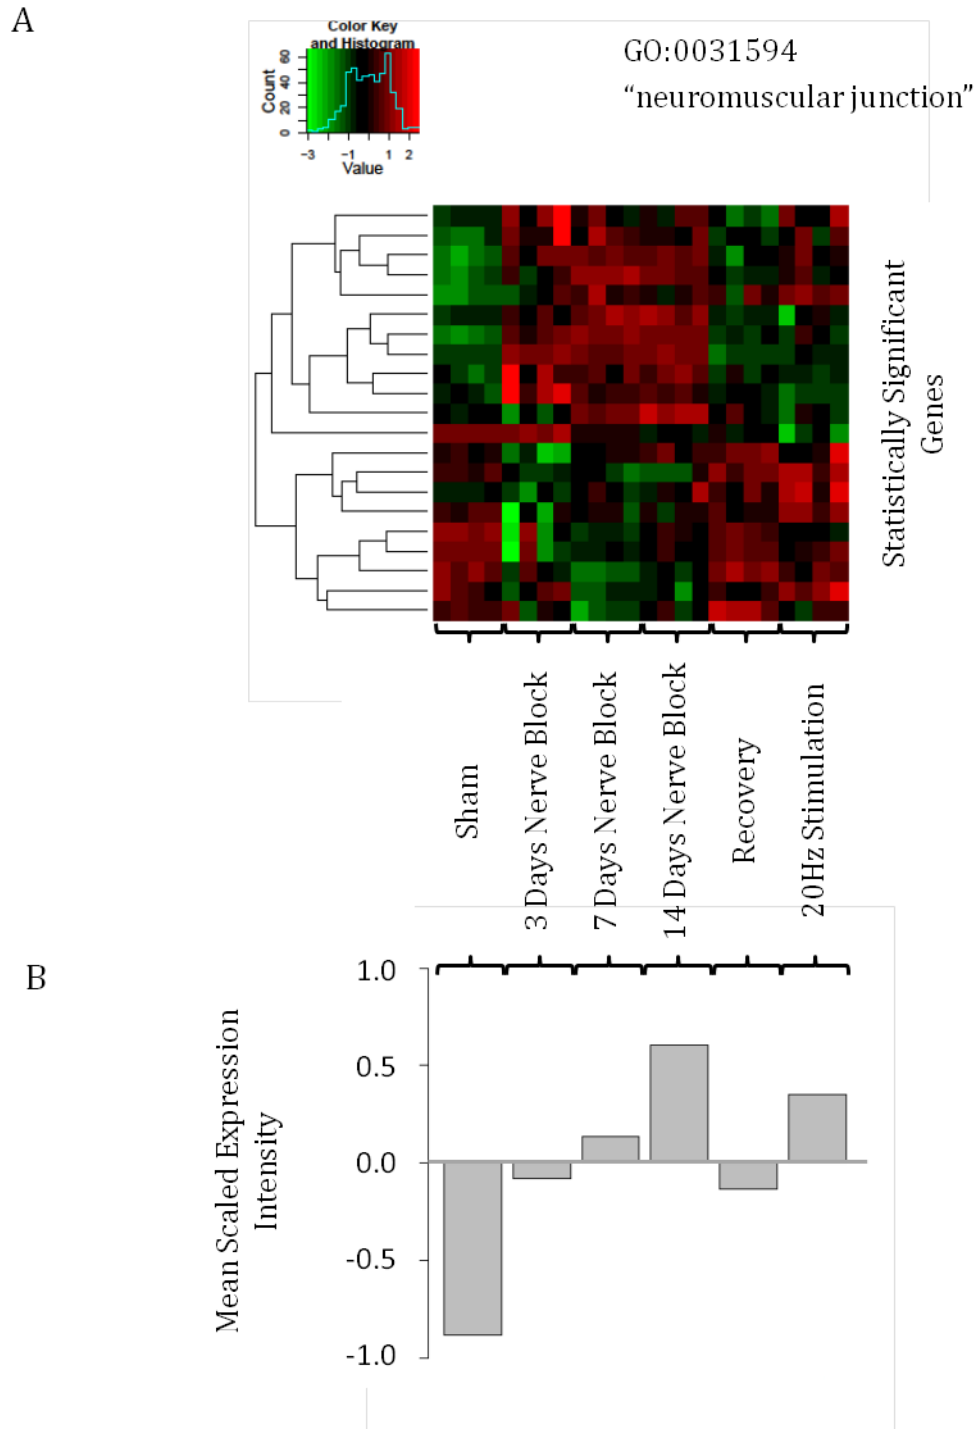 A
Color Key
and Histogram
Count
0 20 40 60
-3 -1 1 2
Value
GO:0031594
“neuromuscular junction”
Statistically Significant
Genes
Sham
3 Days Nerve Block
7 Days Nerve Block
14 Days Nerve Block
Recovery
20Hz Stimulation
B
Mean Scaled Expression
Intensity
1.0
0.5
0.0
-0.5
-1.0